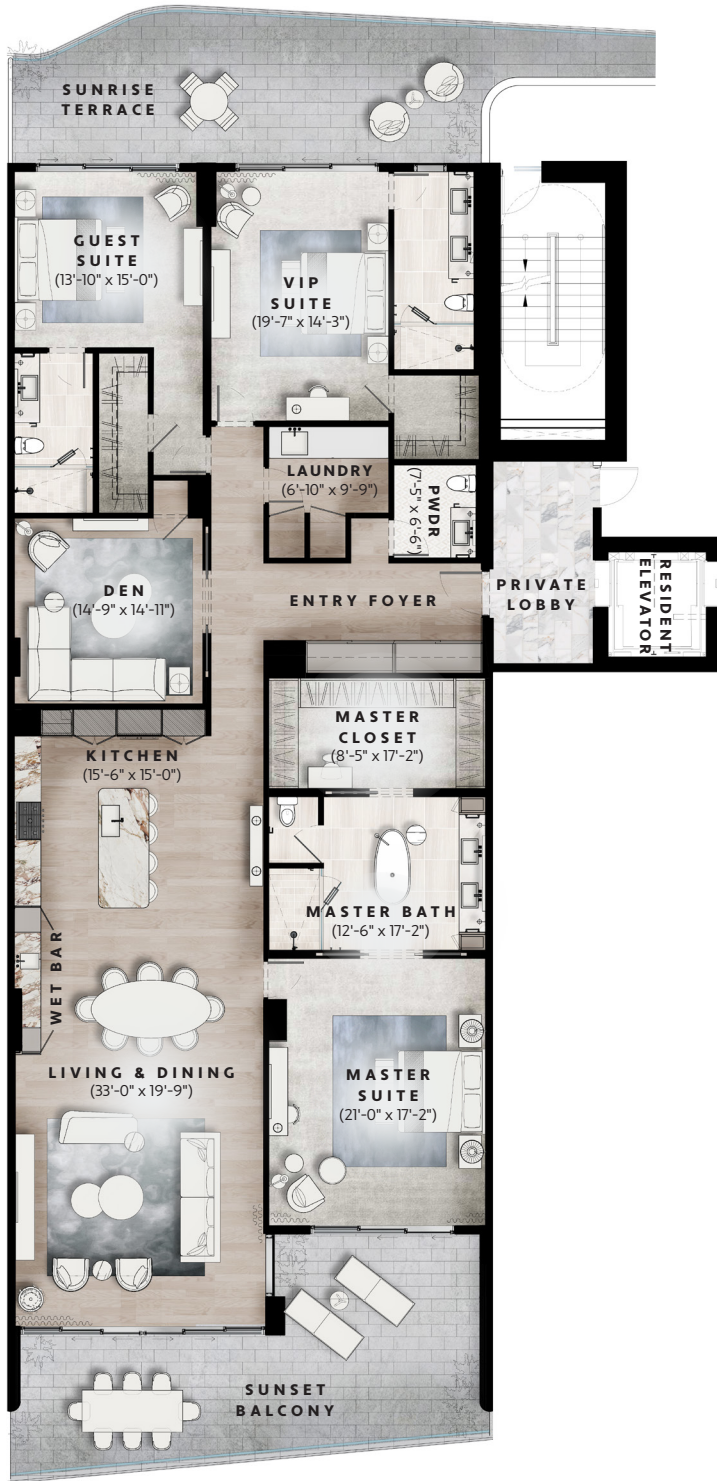 SUNRISE
TERRACE
GUEST
SUITE
(13'-10" x 15'-0")
VIP
SUITE
(19'-7" x 14'-3")
LAUNDRY
(6'-10" x 9'-9")
PWDR
(7'-5" x 6'-6")
DEN
(14'-9" x 14'-11")
ENTRY FOYER
PRIVATE
LOBBY
RESIDENT
ELEVATOR
MASTER
CLOSET
(8'-5" x 17'-2")
KITCHEN
(15'-6" x 15'-0")
MASTER BATH
(12'-6" x 17'-2")
WET BAR
LIVING & DINING
(33'-0" x 19'-9")
MASTER
SUITE
(21'-0" x 17'-2")
SUNSET
BALCONY